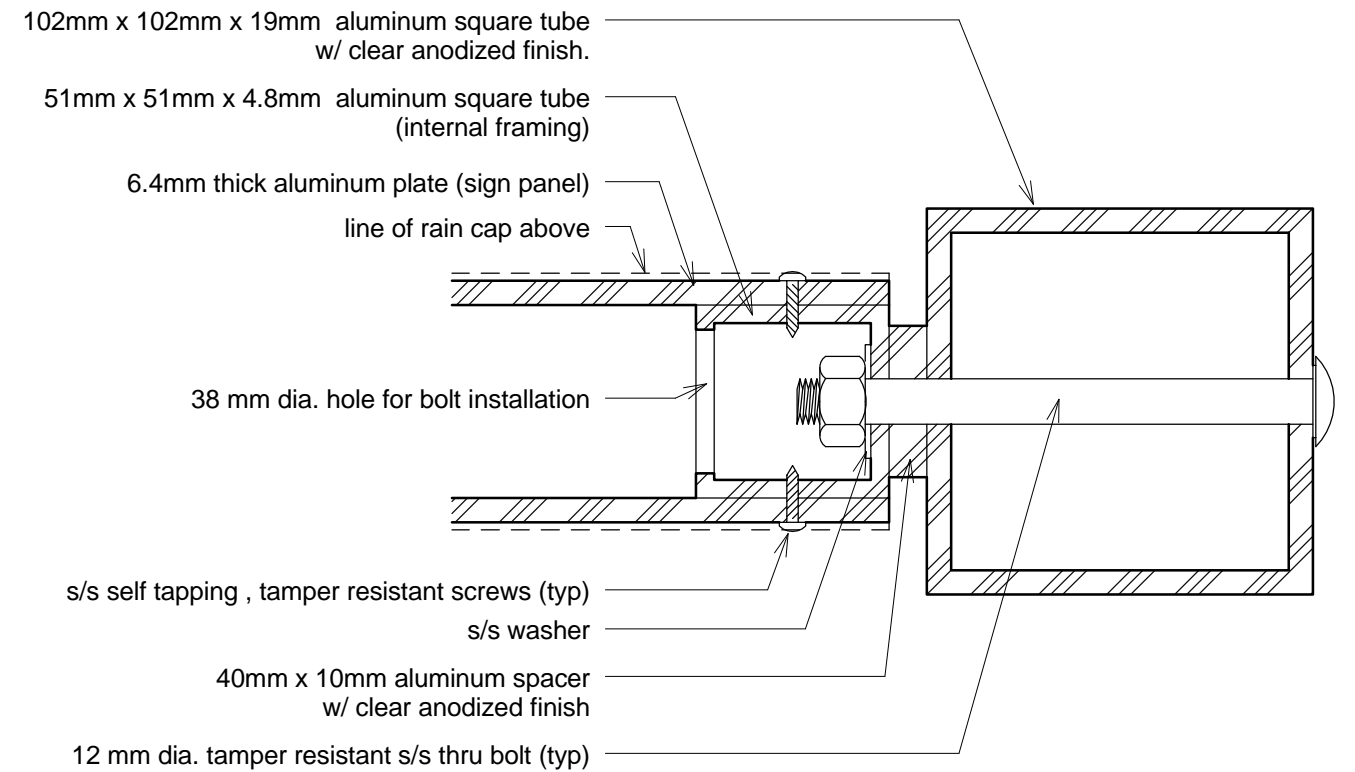 102mm x 102mm x 19mm  aluminum square tube
w/ clear anodized finish.
51mm x 51mm x 4.8mm  aluminum square tube
(internal framing)
6.4mm thick aluminum plate (sign panel)
line of rain cap above
38 mm dia. hole for bolt installation
s/s self tapping , tamper resistant screws (typ)
s/s washer
40mm x 10mm aluminum spacer
w/ clear anodized finish
12 mm dia. tamper resistant s/s thru bolt (typ)